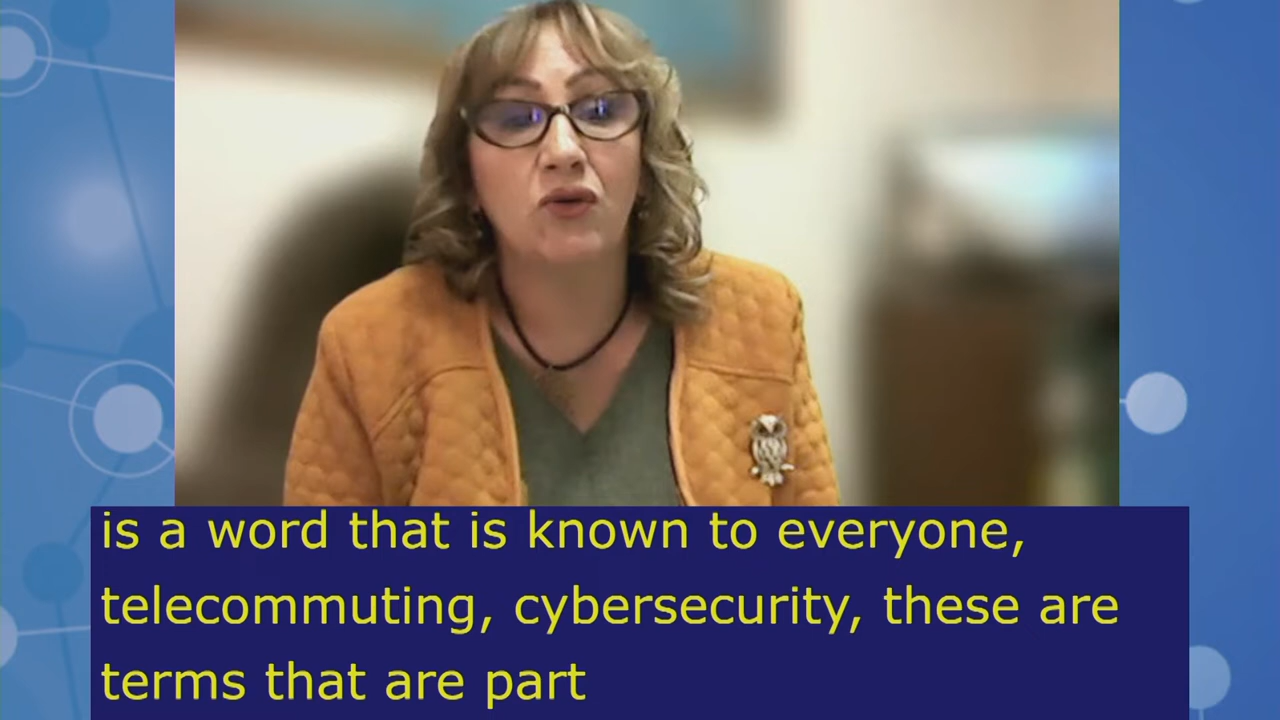 is a word that is known to everyone,
telecommuting, cybersecurity, these are
terms that are part